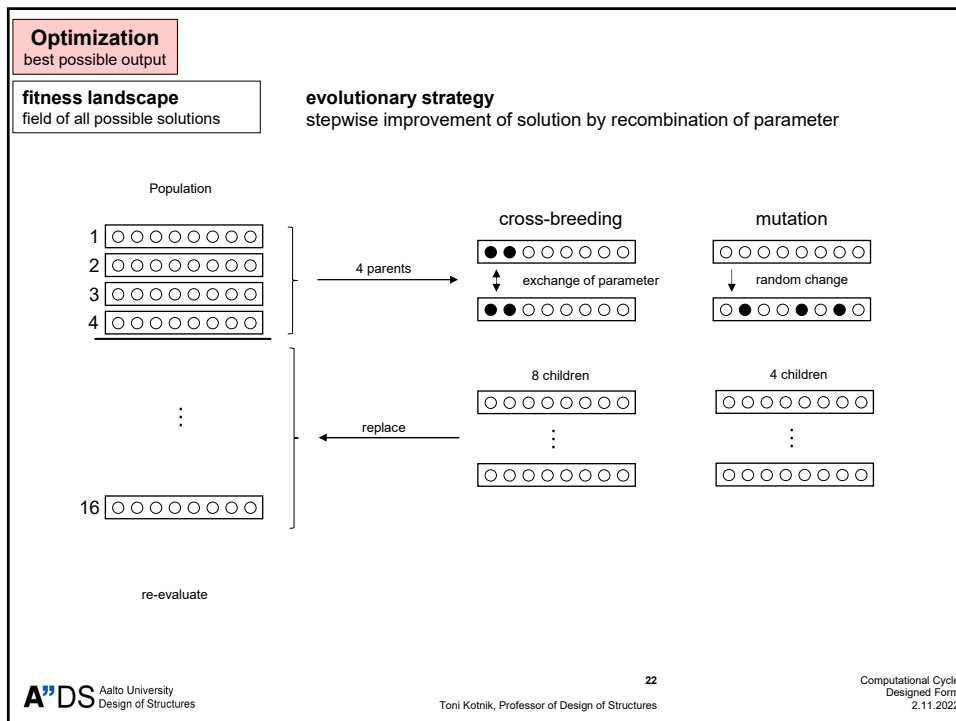 Optimization
best possible output
fitness landscape
field of all possible solutions
evolutionary strategy
stepwise improvement of solution by recombination of parameter
Population
1
2
3
4
⋮
16
re-evaluate
4 parents
replace
cross-breeding
exchange of parameter
8 children
⋮
mutation
random change
4 children
⋮
A”DS
Aalto University
Design of Structures
22
Toni Kotnik, Professor of Design of Structures
Computational Cycle
Designed Form
2.11.2022